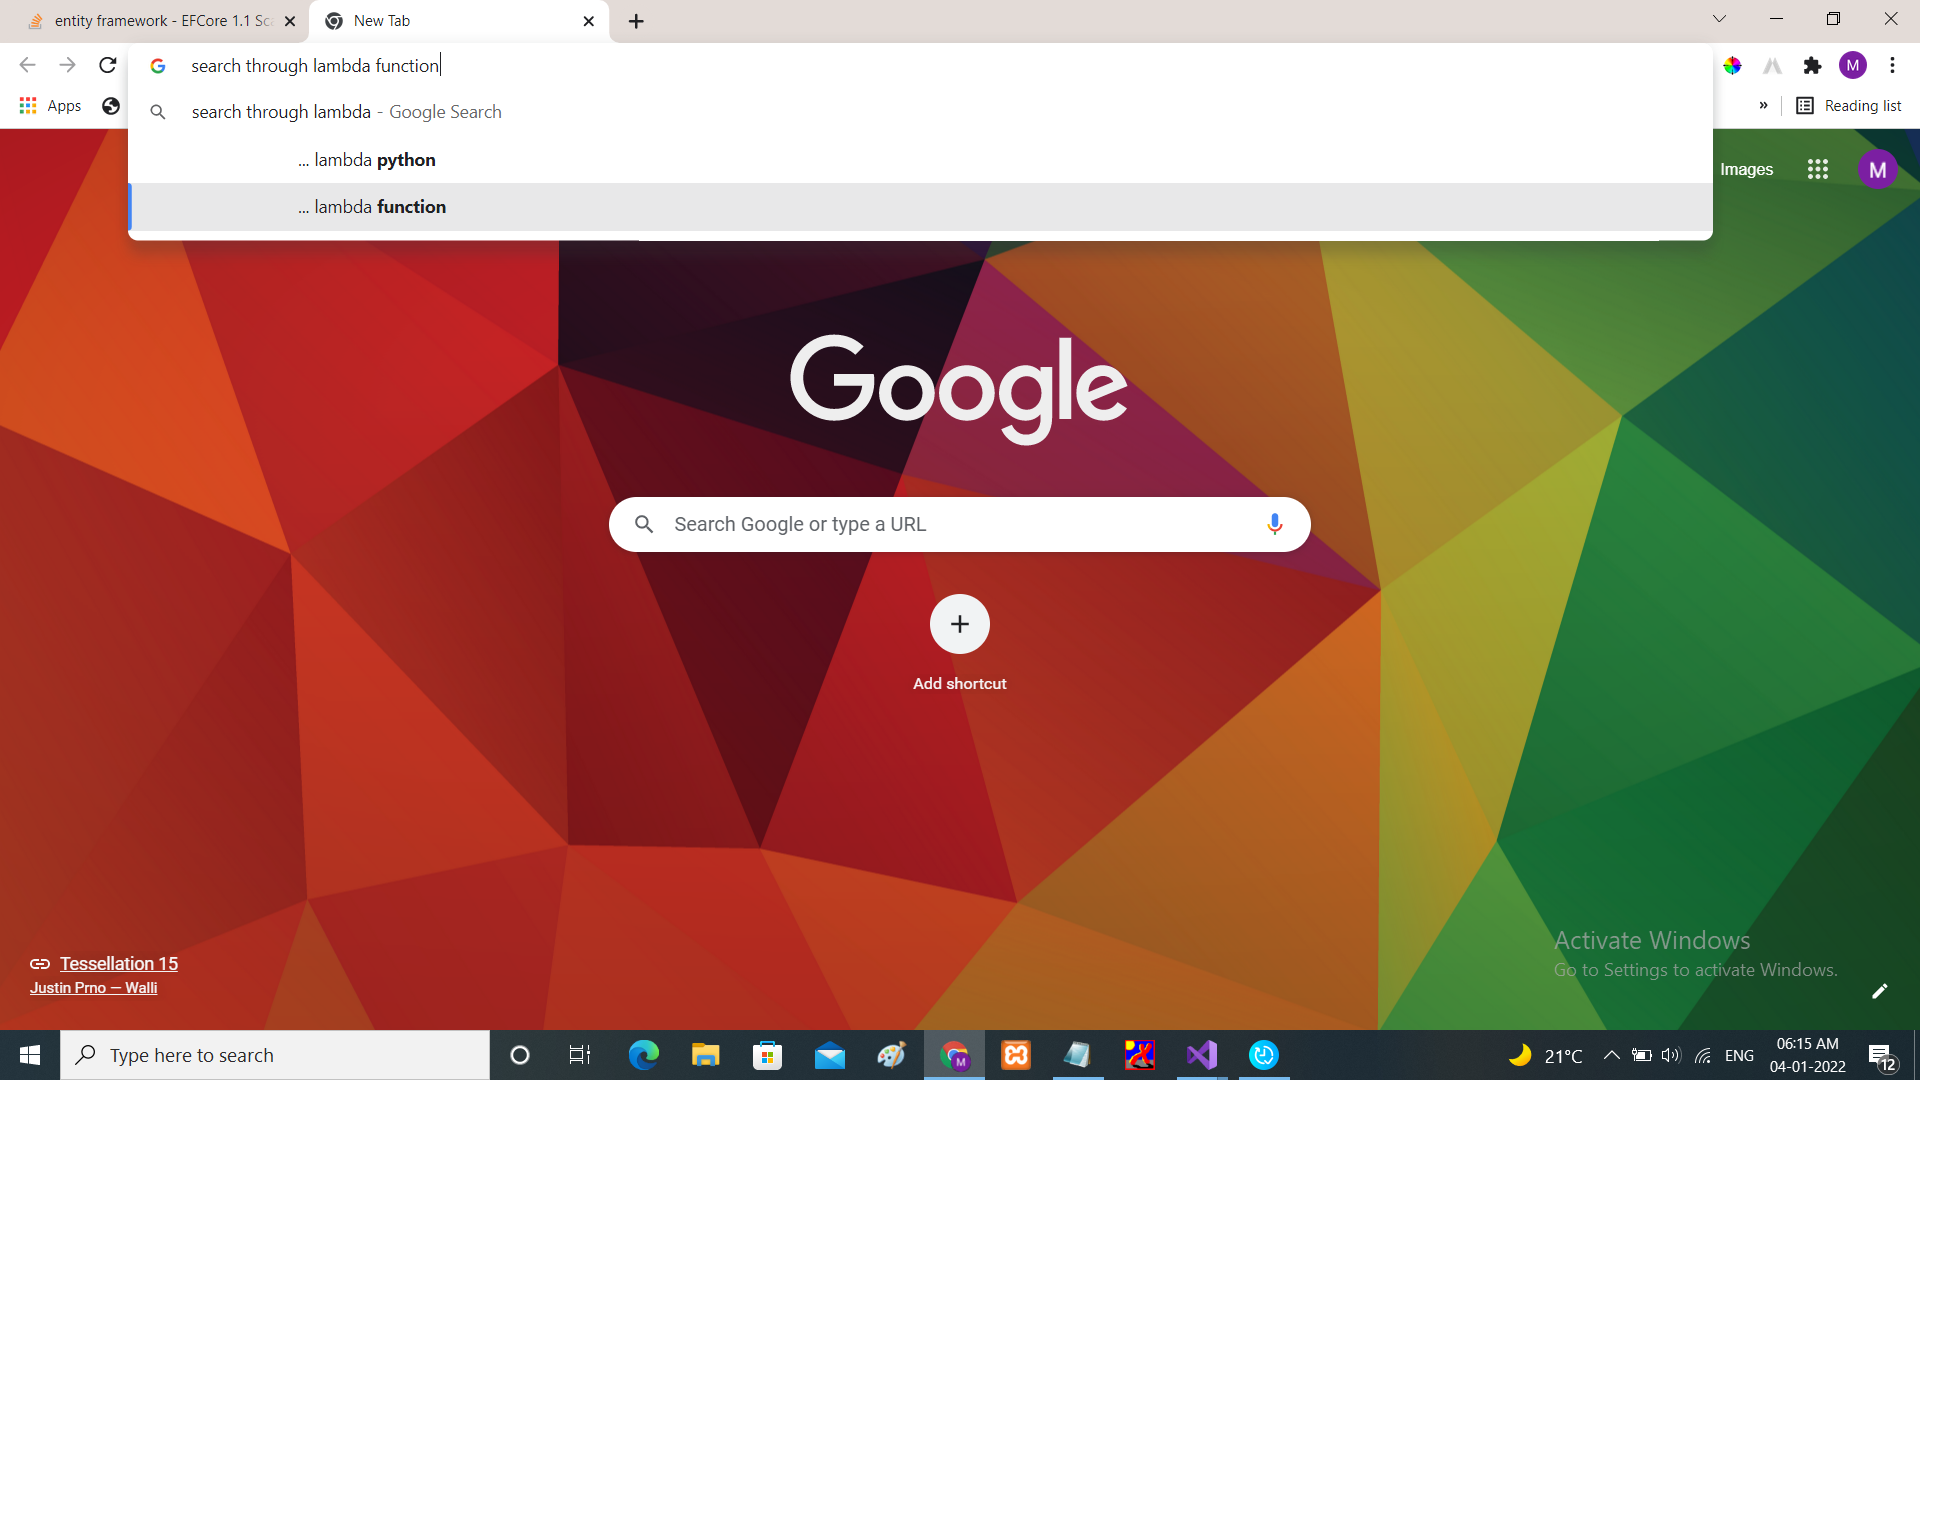 entity framework - EFCore 1.1 Sc
New Tab
search through lambda function
Apps
search through lambda - Google Search
Reading list
... lambda python
... lambda function
Images
M
M
Google
Search Google or type a URL
Add shortcut
Activate Windows
Go to Settings to activate Windows.
Tessellation 15
Justin Prno — Walli
Type here to search
M
21°C
ENG
06:15 AM
04-01-2022
12